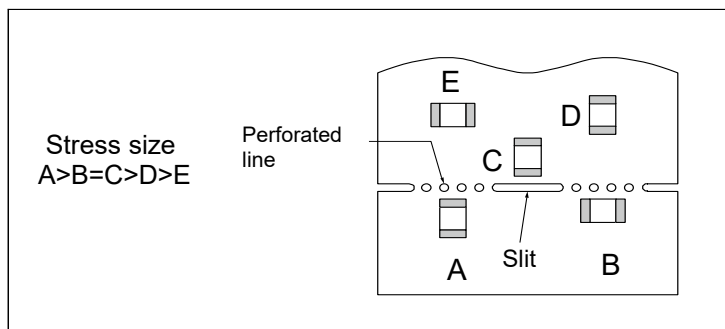 Stress size
A>B=C>D>E
Perforated
line
E
D
C
A
Slit
B